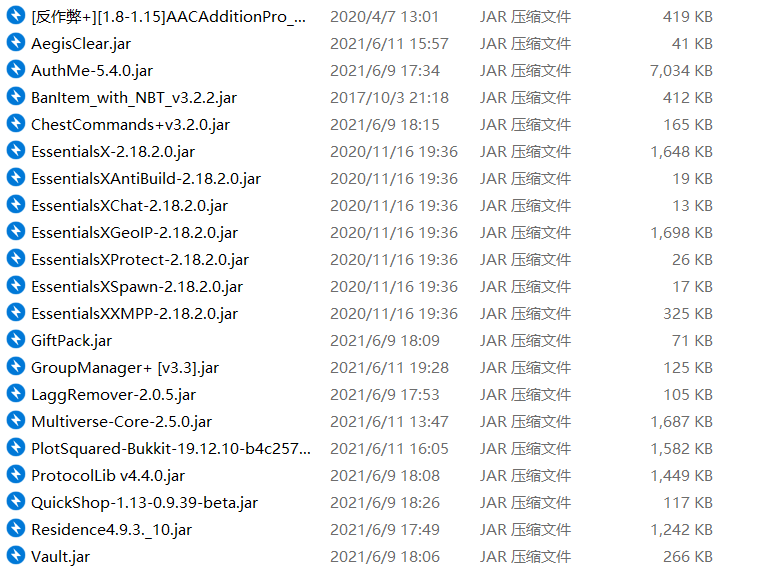 [反作弊+][1.8-1.15]AACAdditionPro_... 2020/4/7 13:01 JAR 压缩文件 419 KB
AegisClear.jar 2021/6/11 15:57 JAR 压缩文件 41 KB
AuthMe-5.4.0.jar 2021/6/9 17:34 JAR 压缩文件 7,034 KB
BanItem_with_NBT_v3.2.2.jar 2017/10/3 21:18 JAR 压缩文件 412 KB
ChestCommands+v3.2.0.jar 2021/6/9 18:15 JAR 压缩文件 165 KB
EssentialsX-2.18.2.0.jar 2020/11/16 19:36 JAR 压缩文件 1,648 KB
EssentialsXAntiBuild-2.18.2.0.jar 2020/11/16 19:36 JAR 压缩文件 19 KB
EssentialsXChat-2.18.2.0.jar 2020/11/16 19:36 JAR 压缩文件 13 KB
EssentialsXGeoIP-2.18.2.0.jar 2020/11/16 19:36 JAR 压缩文件 1,698 KB
EssentialsXProtect-2.18.2.0.jar 2020/11/16 19:36 JAR 压缩文件 26 KB
EssentialsXSpawn-2.18.2.0.jar 2020/11/16 19:36 JAR 压缩文件 17 KB
EssentialsXXMPP-2.18.2.0.jar 2020/11/16 19:36 JAR 压缩文件 325 KB
GiftPack.jar 2021/6/9 18:09 JAR 压缩文件 71 KB
GroupManager+ [v3.3].jar 2021/6/11 19:28 JAR 压缩文件 125 KB
LaggRemover-2.0.5.jar 2021/6/9 17:53 JAR 压缩文件 105 KB
Multiverse-Core-2.5.0.jar 2021/6/11 13:47 JAR 压缩文件 1,687 KB
PlotSquared-Bukkit-19.12.10-b4c257... 2021/6/11 16:05 JAR 压缩文件 1,582 KB
ProtocolLib v4.4.0.jar 2021/6/9 18:08 JAR 压缩文件 1,449 KB
QuickShop-1.13-0.9.39-beta.jar 2021/6/9 18:26 JAR 压缩文件 117 KB
Residence4.9.3._10.jar 2021/6/9 17:49 JAR 压缩文件 1,242 KB
Vault.jar 2021/6/9 18:06 JAR 压缩文件 266 KB